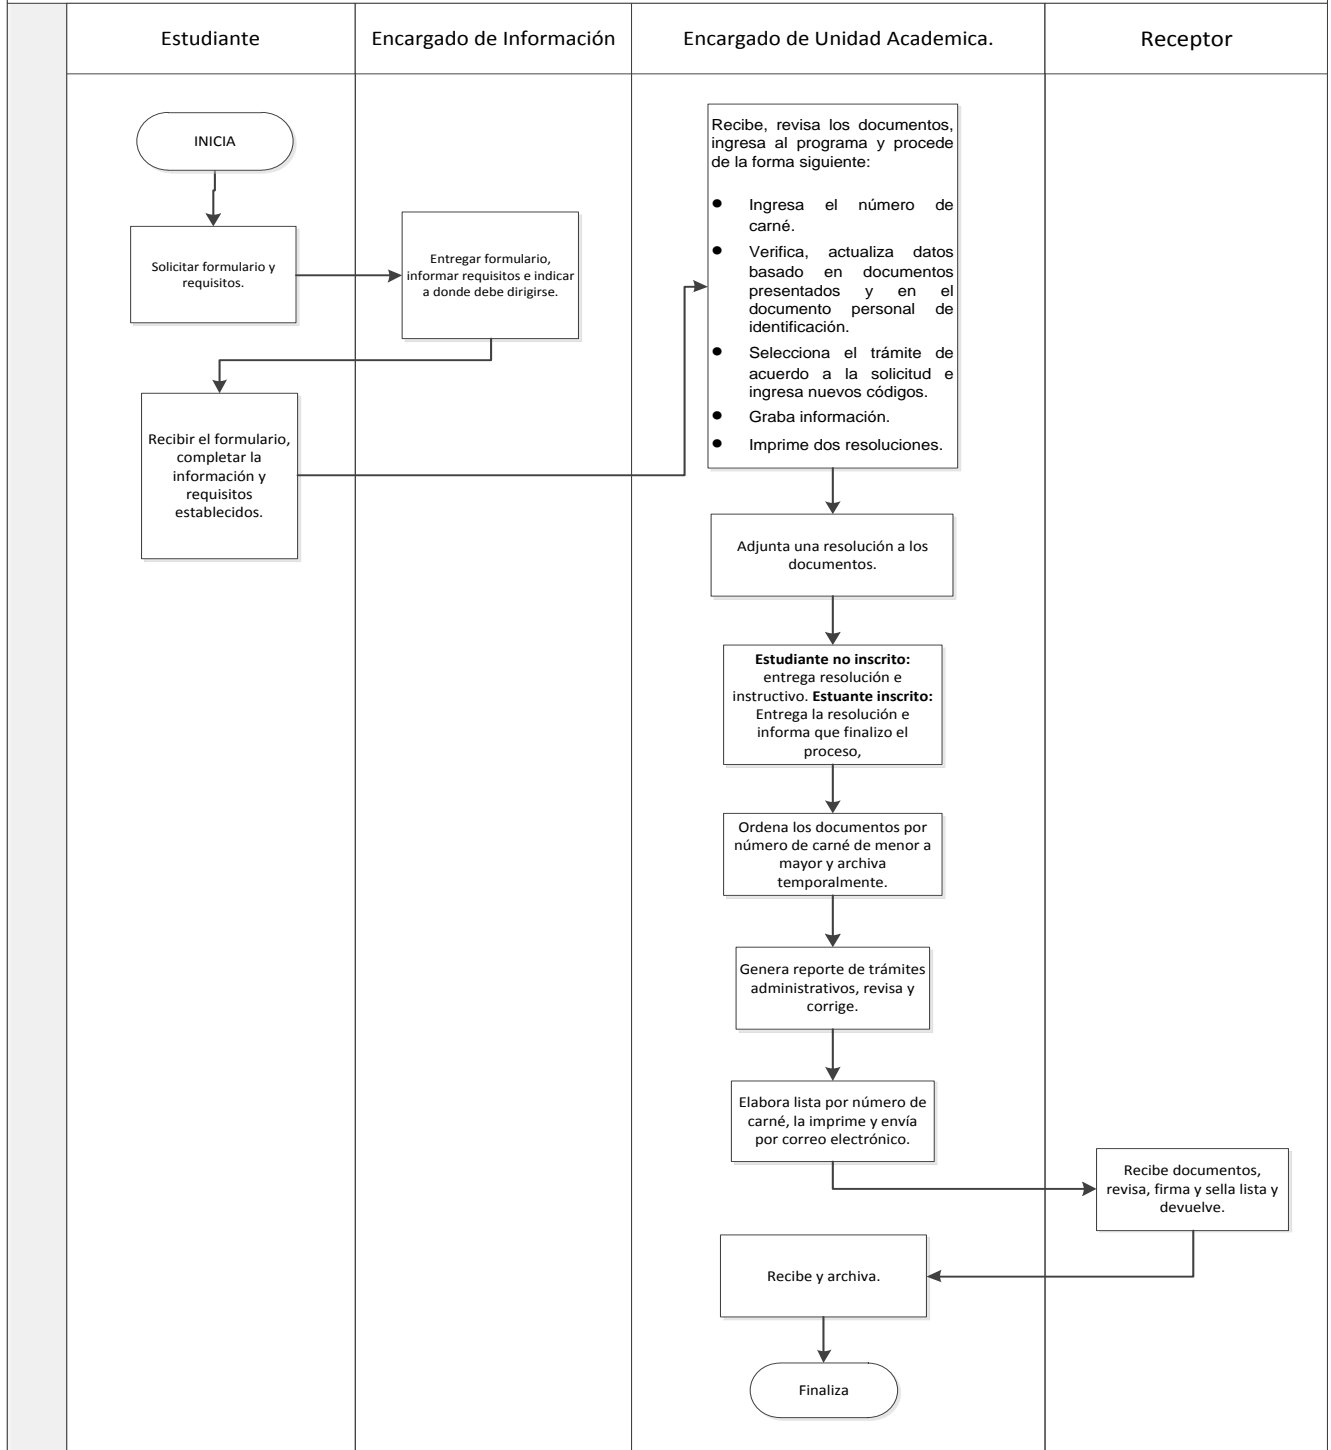 Estudiante
Encargado de Información
Encargado de Unidad Academica.
Receptor
INICIA
Solicitar formulario y
requisitos.
Entregar formulario,
informar requisitos e indicar
a donde debe dirigirse.
Recibir el formulario,
completar la
información y
requisitos
establecidos.
Recibe, revisa los documentos,
ingresa al programa y procede
de la forma siguiente:
● Ingresa el número de
carné.
● Verifica, actualiza datos
basado en documentos
presentados y en el
documento personal de
identificación.
● Selecciona el trámite de
acuerdo a la solicitud e
ingresa nuevos códigos.
● Graba información.
● Imprime dos resoluciones.
Adjunta una resolución a los
documentos.
Estudiante no inscrito:
entrega resolución e
instructivo. Estuante inscrito:
Entrega la resolución e
informa que finalizo el
proceso,
Ordena los documentos por
número de carné de menor a
mayor y archiva
temporalmente.
Genera reporte de trámites
administrativos, revisa y
corrige.
Elabora lista por número de
carné, la imprime y envía
por correo electrónico.
Recibe documentos,
revisa, firma y sella lista y
devuelve.
Recibe y archiva.
Finaliza